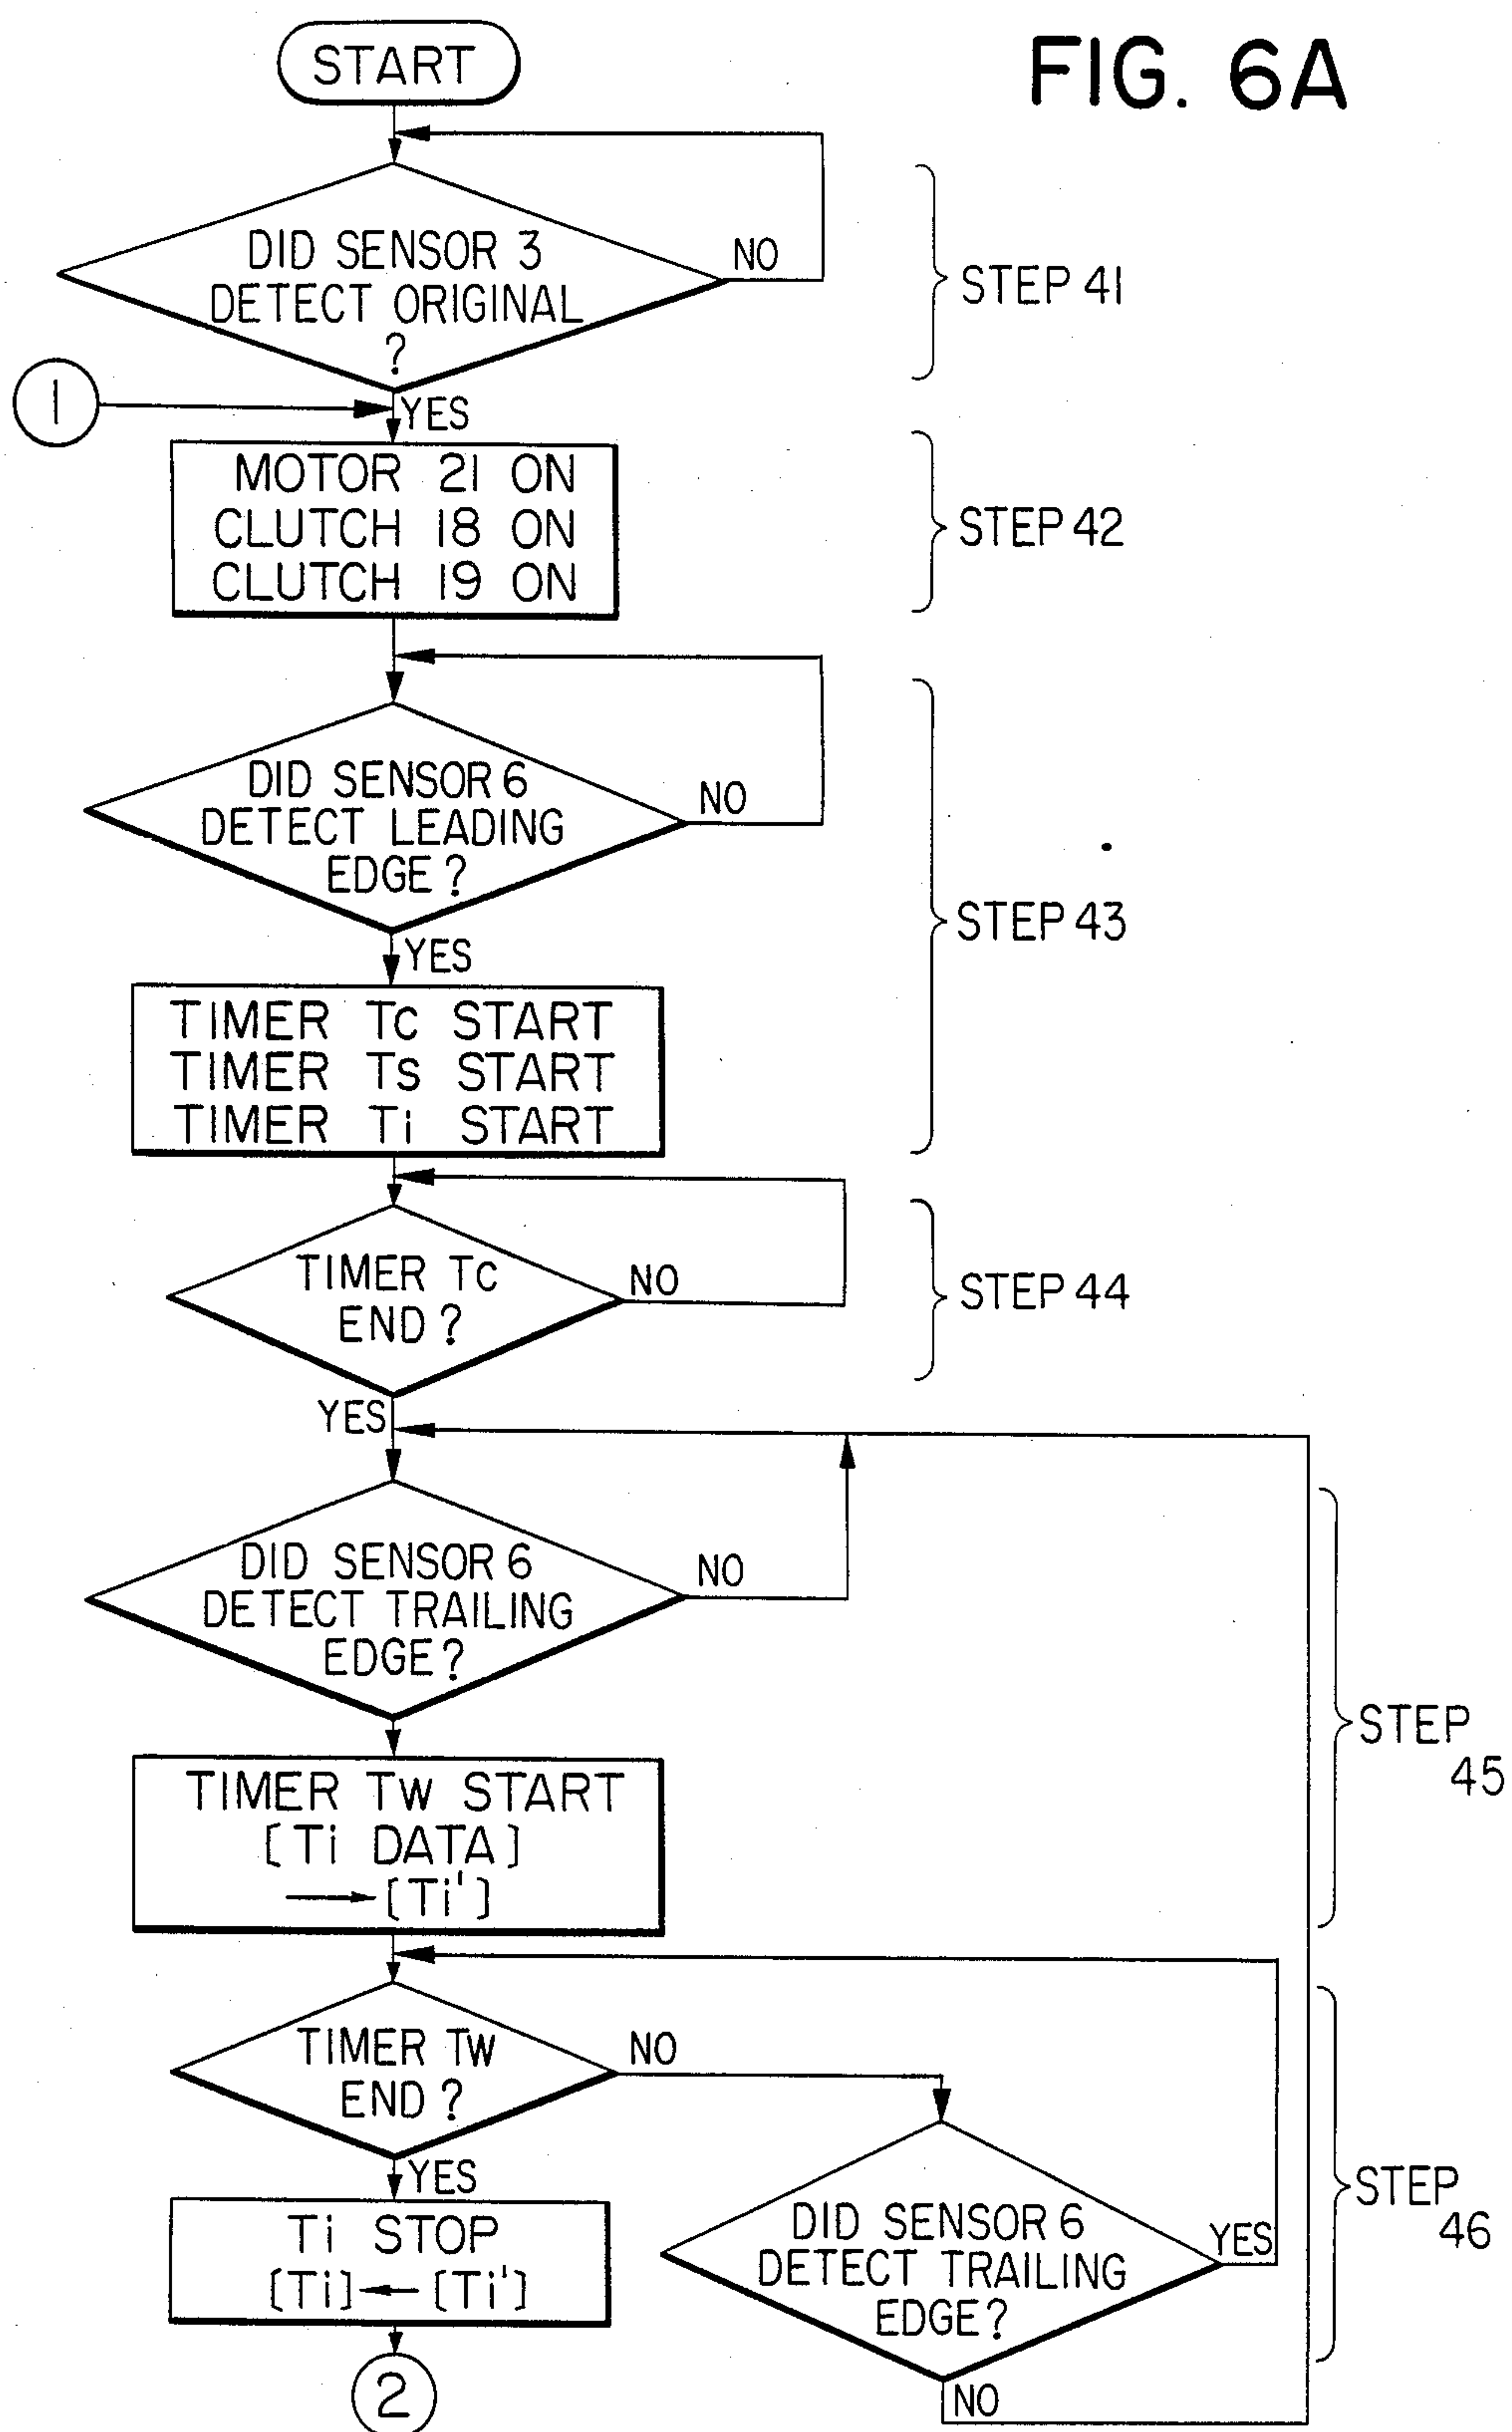 FIG. 6A
START
DID SENSOR 3
DETECT ORIGINAL
?
NO
STEP 41
1
YES
MOTOR 21 ON
CLUTCH 18 ON
CLUTCH 19 ON
STEP 42
DID SENSOR 6
DETECT LEADING
EDGE?
NO
YES
STEP 43
TIMER Tc START
TIMER Ts START
TIMER Ti START
TIMER Tc
END?
NO
STEP 44
YES
DID SENSOR 6
DETECT TRAILING
EDGE?
NO
STEP
45
TIMER Tw START
[Ti DATA]
→[Ti']
TIMER TW
END?
NO
YES
Ti STOP
[Ti]←[Ti']
DID SENSOR 6
DETECT TRAILING
EDGE?
YES
STEP
46
NO
2